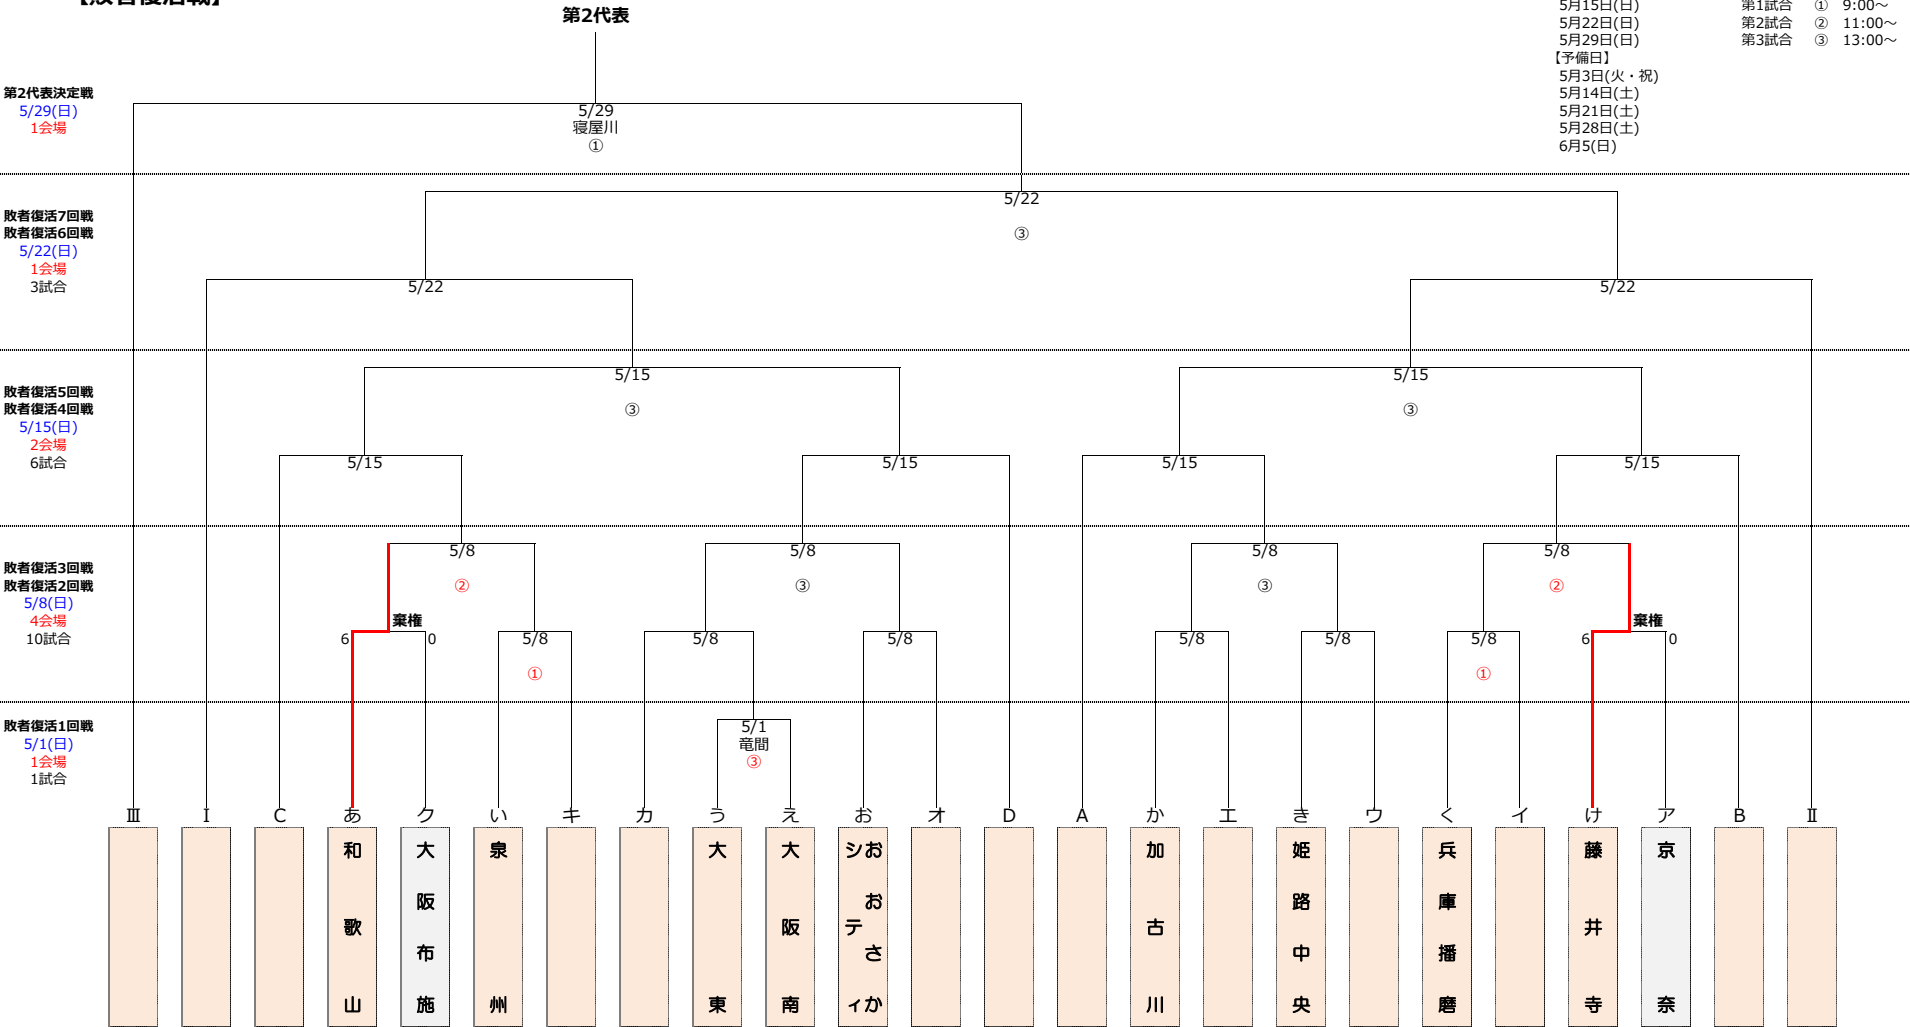 【敗者復活戦】
第2代表
5月15日(日)
5月22日(日)
5月29日(日)
【予備日】
5月3日(火・祝)
5月14日(土)
5月21日(土)
5月28日(土)
6月5(日)
第1試合 ① 9:00～
第2試合 ② 11:00～
第3試合 ③ 13:00～
第2代表決定戦
5/29(日)
1会場
5/29
寝屋川
①
敗者復活7回戦
敗者復活6回戦
5/22(日)
1会場
3試合
5/22
③
5/22
5/22
敗者復活5回戦
敗者復活4回戦
5/15(日)
2会場
6試合
5/15
③
5/15
③
5/15
5/15
5/15
5/15
敗者復活3回戦
敗者復活2回戦
5/8(日)
4会場
10試合
5/8
②
5/8
③
5/8
③
5/8
②
棄権
6 0
5/8
①
5/8
5/8
5/8
5/8
5/8
①
棄権
6 0
敗者復活1回戦
5/1(日)
1会場
1試合
5/1
竜間
③
Ⅲ Ⅰ C あ ク い キ カ う え お オ D A か エ き ウ く イ け ア B Ⅱ
和歌山
大阪布施
泉州
大東
大阪南
おおさか
シティ
加古川
姫路中央
兵庫播磨
藤井寺
京奈